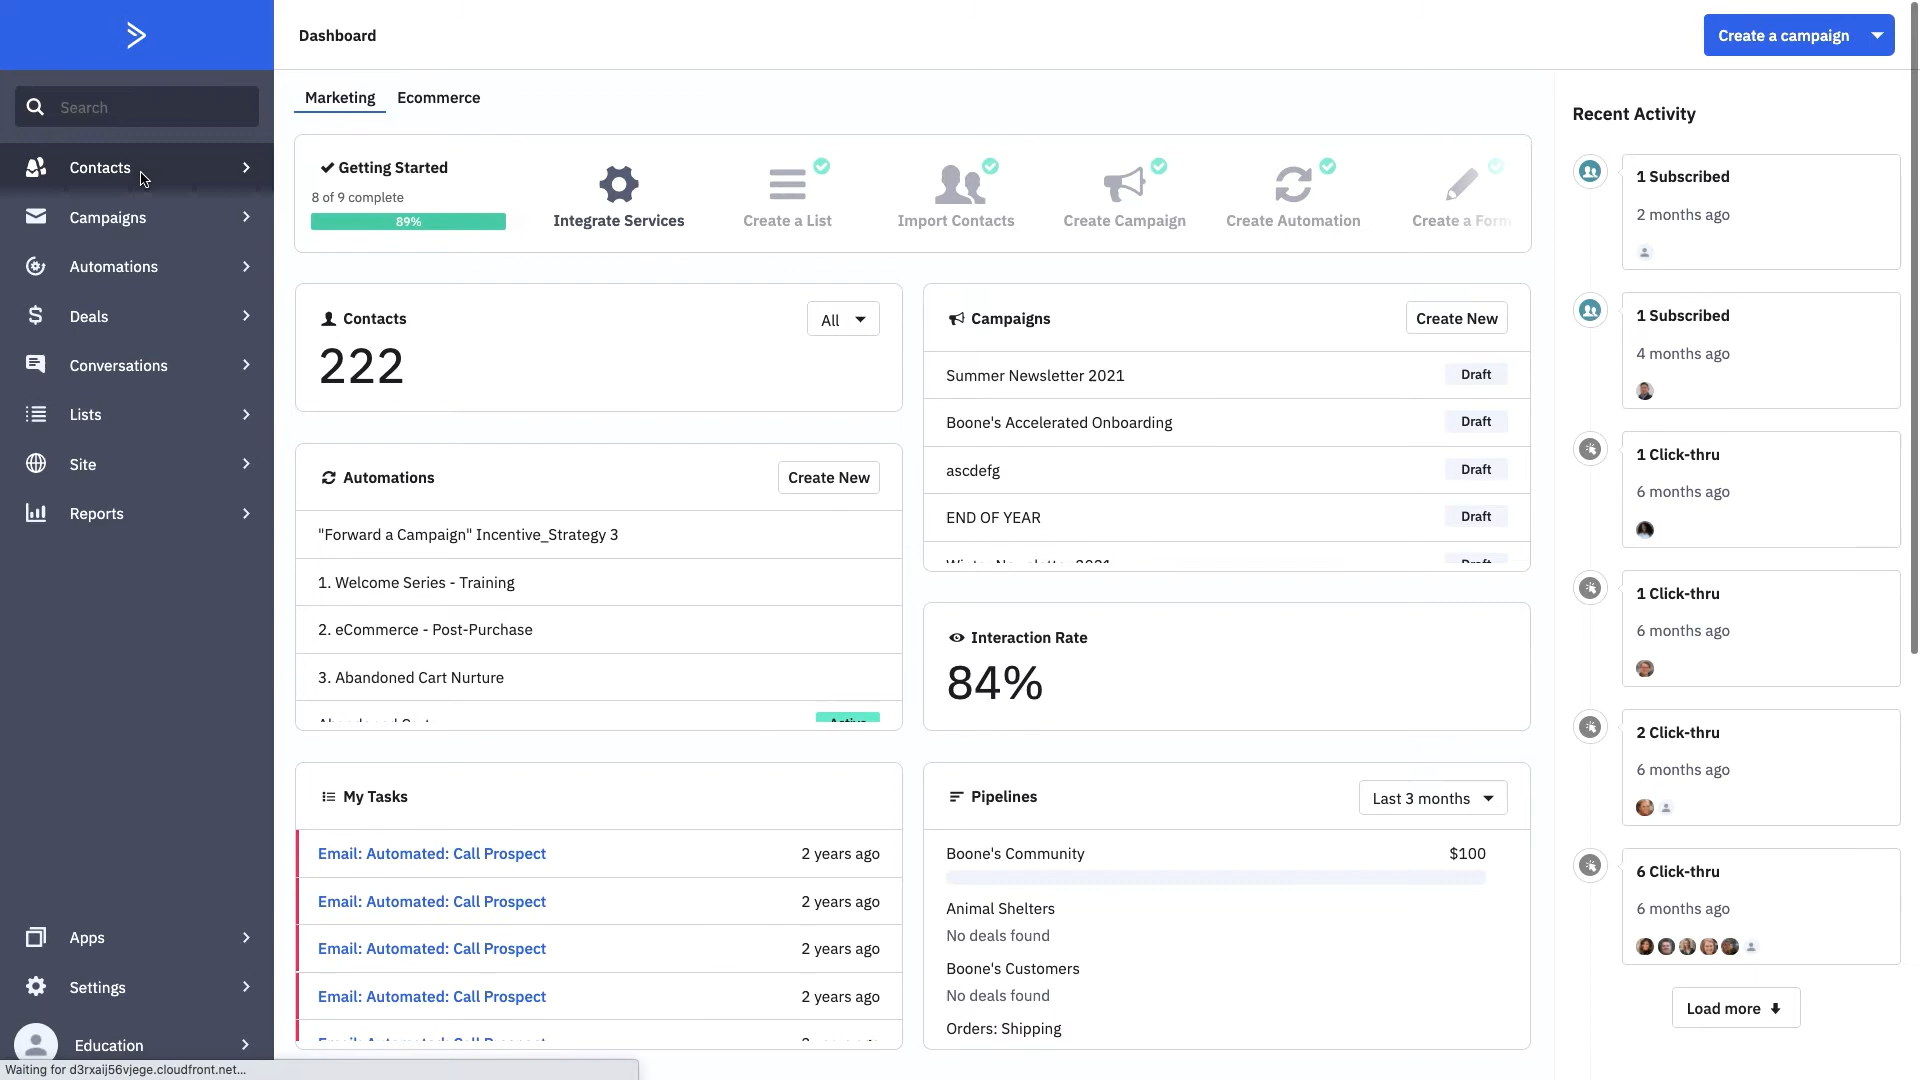 Dashboard
Create a campaign
Search
Contacts
Campaigns
Automations
Deals
Conversations
Lists
Site
Reports
Apps
Settings
Education
Waiting for d3rxaij56vjege.cloudfront.net...
Marketing
Ecommerce
Getting Started
8 of 9 complete
89%
Integrate Services
Create a List
Import Contacts
Create Campaign
Create Automation
Create a Form
Contacts
All
222
Automations
Create New
"Forward a Campaign" Incentive_Strategy 3
1. Welcome Series - Training
2. eCommerce - Post-Purchase
3. Abandoned Cart Nurture
Active
My Tasks
Email: Automated: Call Prospect 2 years ago
Email: Automated: Call Prospect 2 years ago
Email: Automated: Call Prospect 2 years ago
Email: Automated: Call Prospect 2 years ago
Campaigns
Create New
Summer Newsletter 2021 Draft
Boone's Accelerated Onboarding Draft
ascdefg Draft
END OF YEAR Draft
Winter Newsletter 2021 Draft
Interaction Rate
84%
Pipelines
Last 3 months
Boone's Community $100
Animal Shelters
No deals found
Boone's Customers
No deals found
Orders: Shipping
Recent Activity
1 Subscribed
2 months ago
1 Subscribed
4 months ago
1 Click-thru
6 months ago
1 Click-thru
6 months ago
2 Click-thru
6 months ago
6 Click-thru
6 months ago
Load more